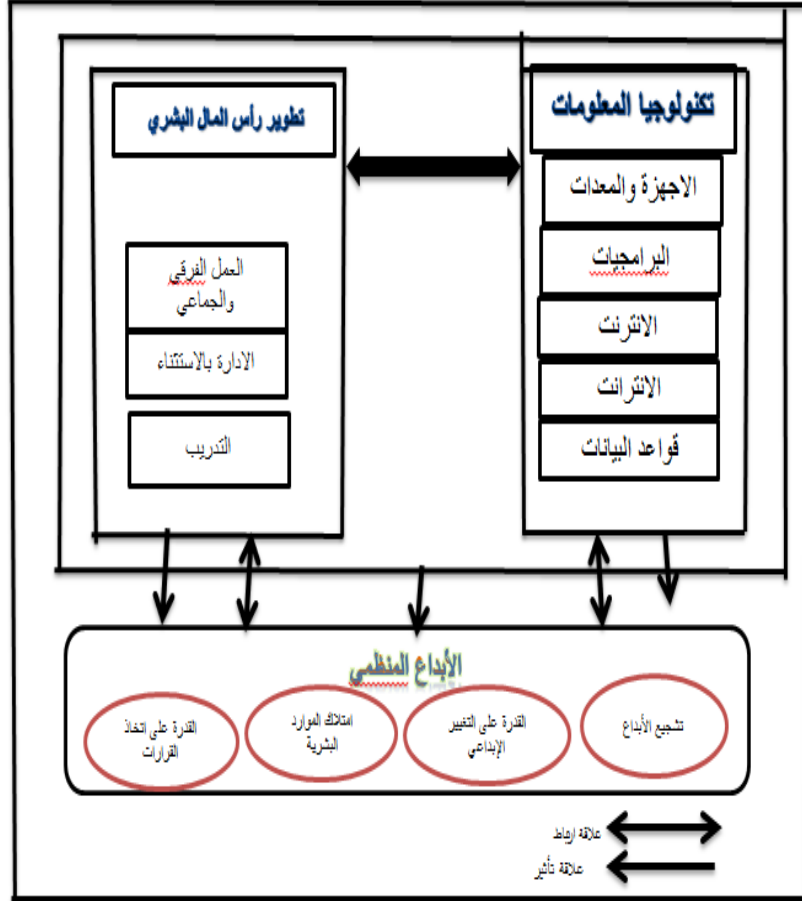 تكنولوجيا المعلومات
الاجهزة والمعدات
البرامجيات
الانترنت
الانترانت
قواعد البيانات
تطوير رأس المال البشري
العمل الفرقي
والجماعي
الادارة بالاستثناء
التدريب
الأبداع المنظمي
تشجيع الأبداع
القدرة على التغيير
الإبداعي
امتلاك الموارد
البشرية
القدرة على اتخاذ
القرارات
علاقة ارتباط
علاقة تأثير